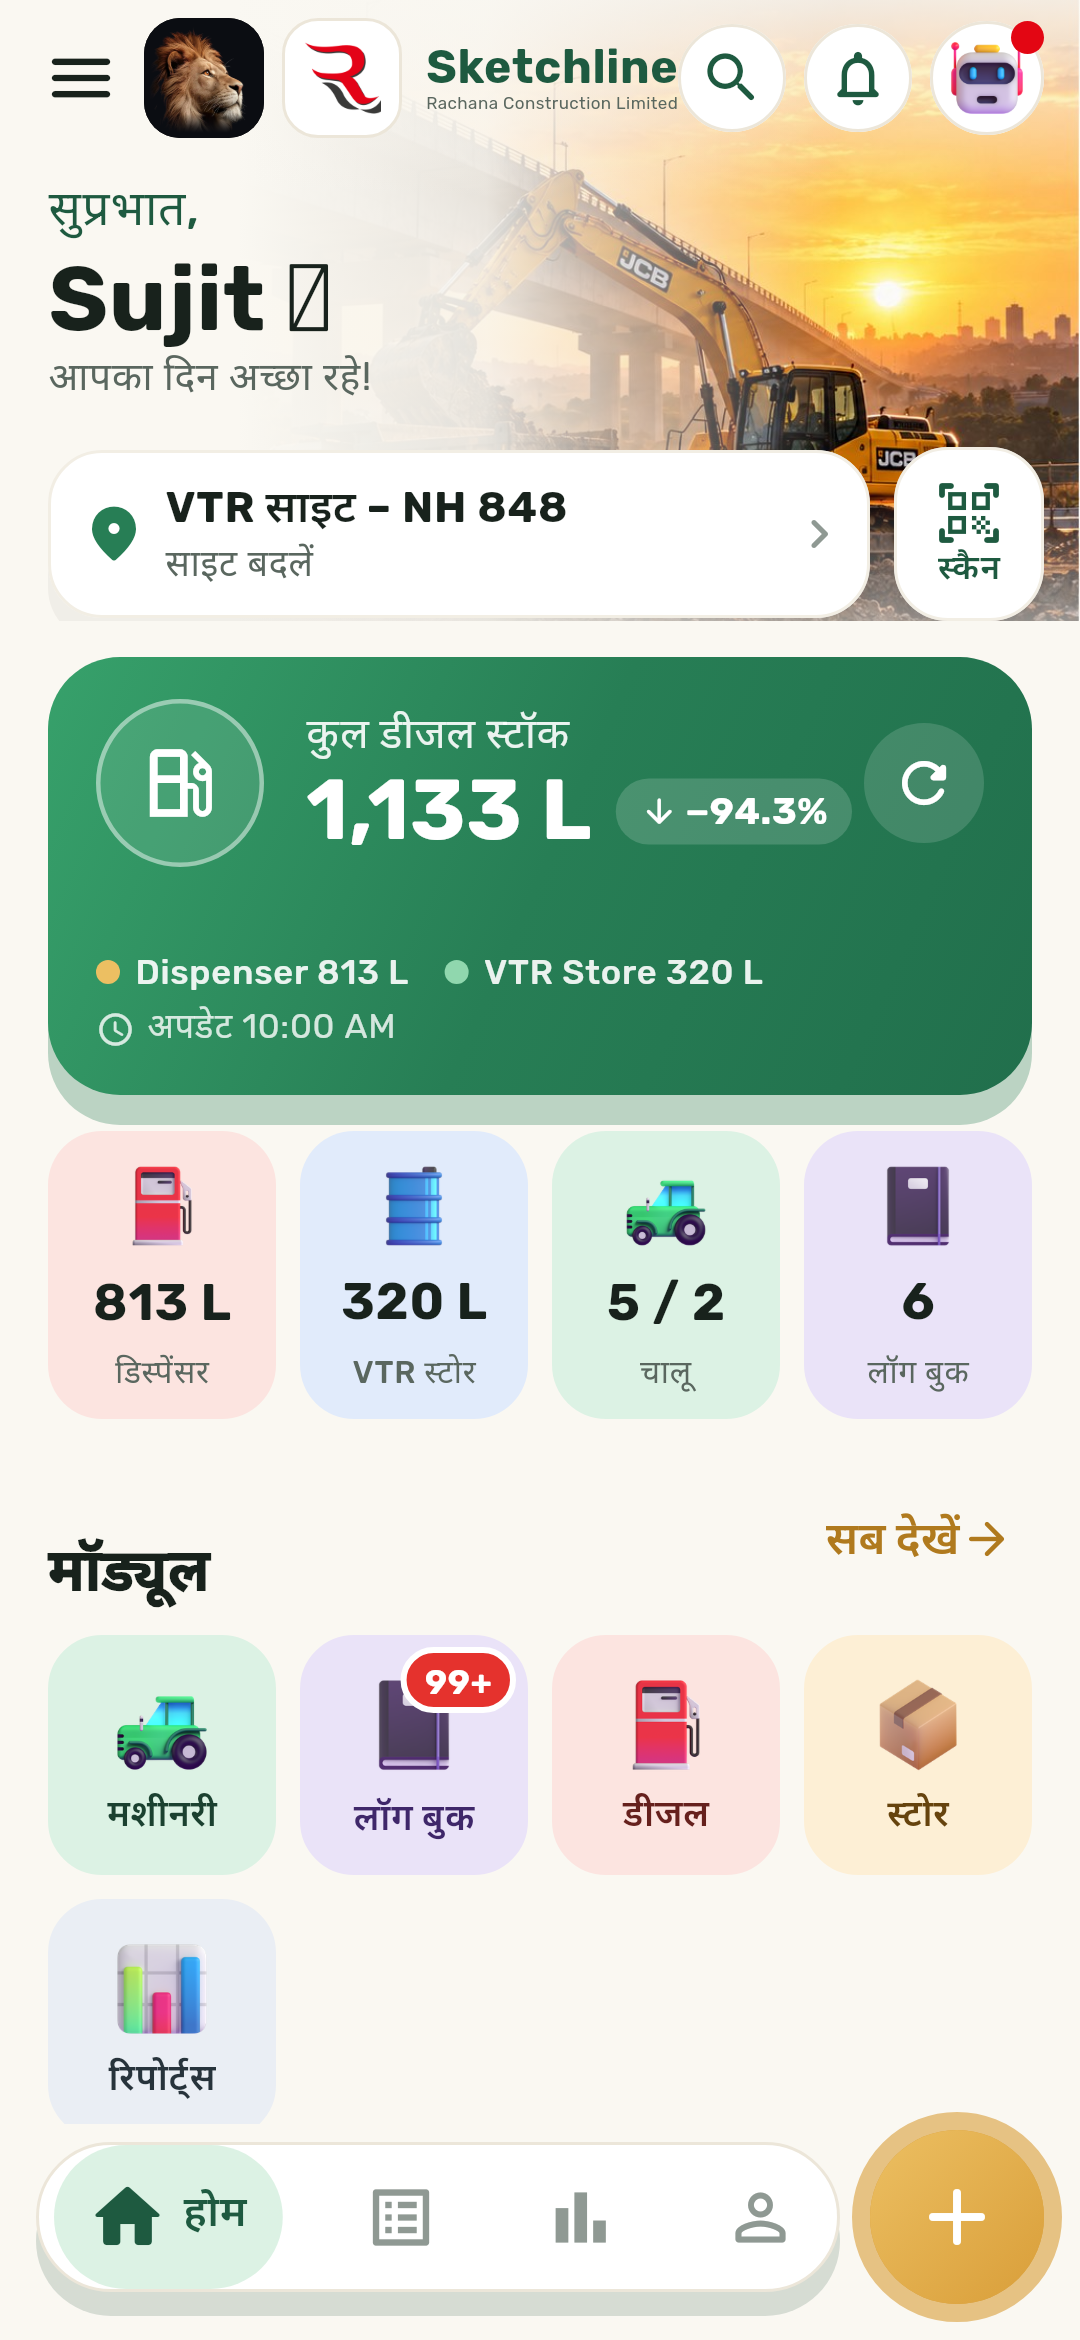 Sketchline
Rachana Construction Limited
सुप्रभात,
Sujit
आपका दिन अच्छा रहे!
JCB
JCB
VTR साइट – NH 848
साइट बदलें
स्कैन
कुल डीजल स्टॉक
1,133 L
–94.3%
Dispenser 813 L
VTR Store 320 L
अपडेट 10:00 AM
813 L
320 L
5 / 2
6
डिस्पेंसर
VTR स्टोर
चालू
लॉग बुक
सब देखें
मॉड्यूल
99+
मशीनरी
लॉग बुक
डीजल
स्टोर
रिपोर्ट्स
होम